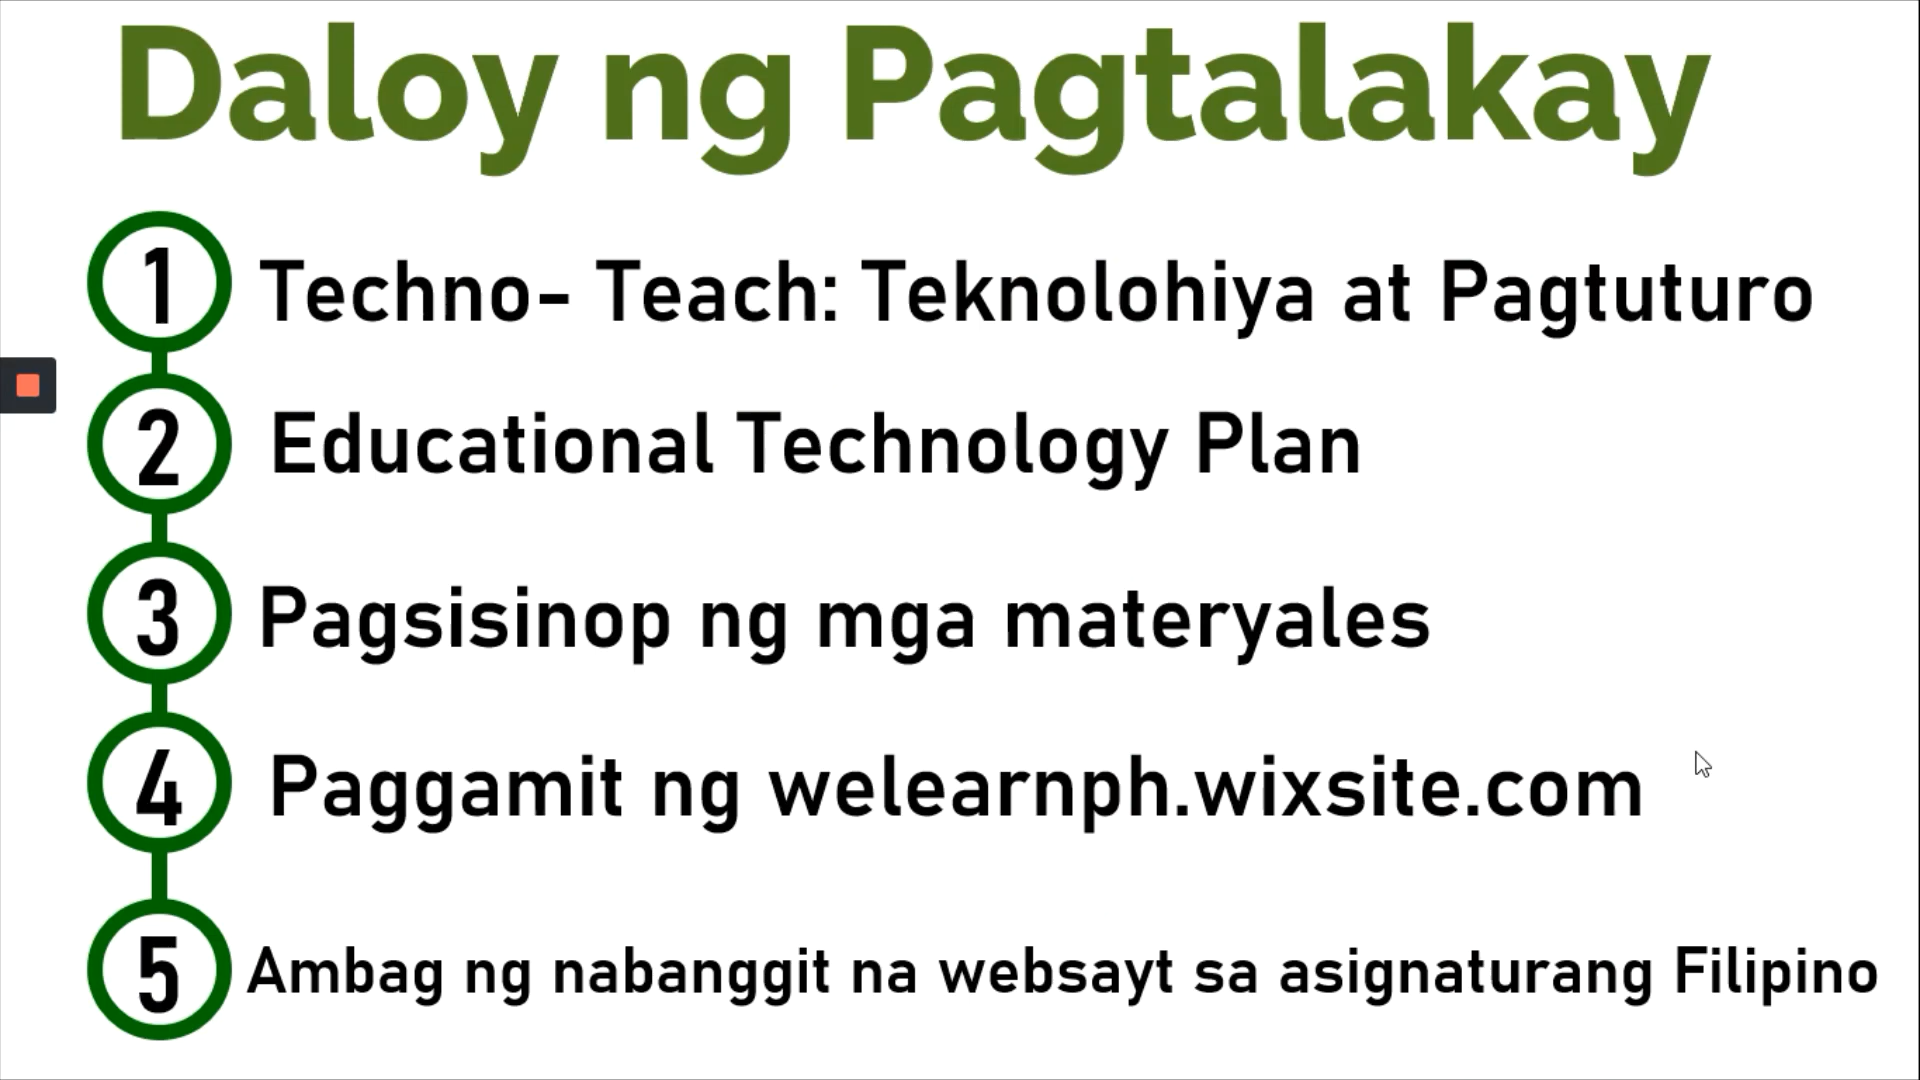 Daloy ng Pagtalakay
1 Techno- Teach: Teknolohiya at Pagtuturo
2 Educational Technology Plan
3 Pagsisinop ng mga materyales
4 Paggamit ng welearnph.wixsite.com
5 Ambag ng nabanggit na websayt sa asignaturang Filipino